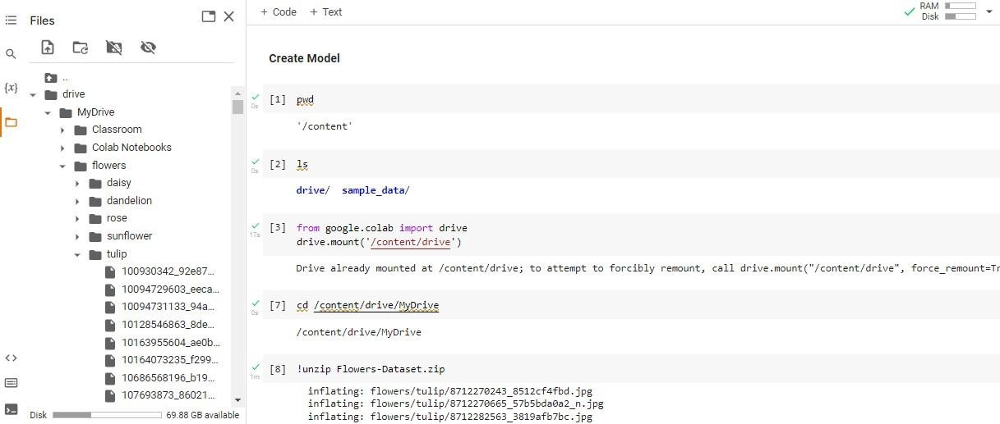 Files
..
drive
MyDrive
Classroom
Colab Notebooks
flowers
daisy
dandelion
rose
sunflower
tulip
100930342_92e87...
10094729603_eeca...
10094731133_94a...
10128546863_8de...
10163955604_ae0b...
10164073235_f299...
10686568196_b19...
107693873_86021...
Disk 69.88 GB available
{x}
<>
+ Code + Text
RAM
Disk
Create Model
[1] pwd
0s
'/content'
[2] ls
0s
drive/ sample_data/
[3] from google.colab import drive
17s
drive.mount('/content/drive')
Drive already mounted at /content/drive; to attempt to forcibly remount, call drive.mount("/content/drive", force_remount=Tr
[7] cd /content/drive/MyDrive
0s
/content/drive/MyDrive
[8] !unzip Flowers-Dataset.zip
1m
inflating: flowers/tulip/8712270243_8512cf4fbd.jpg
inflating: flowers/tulip/8712270665_57b5bda0a2_n.jpg
inflating: flowers/tulip/8712282563_3819afb7bc.jpg